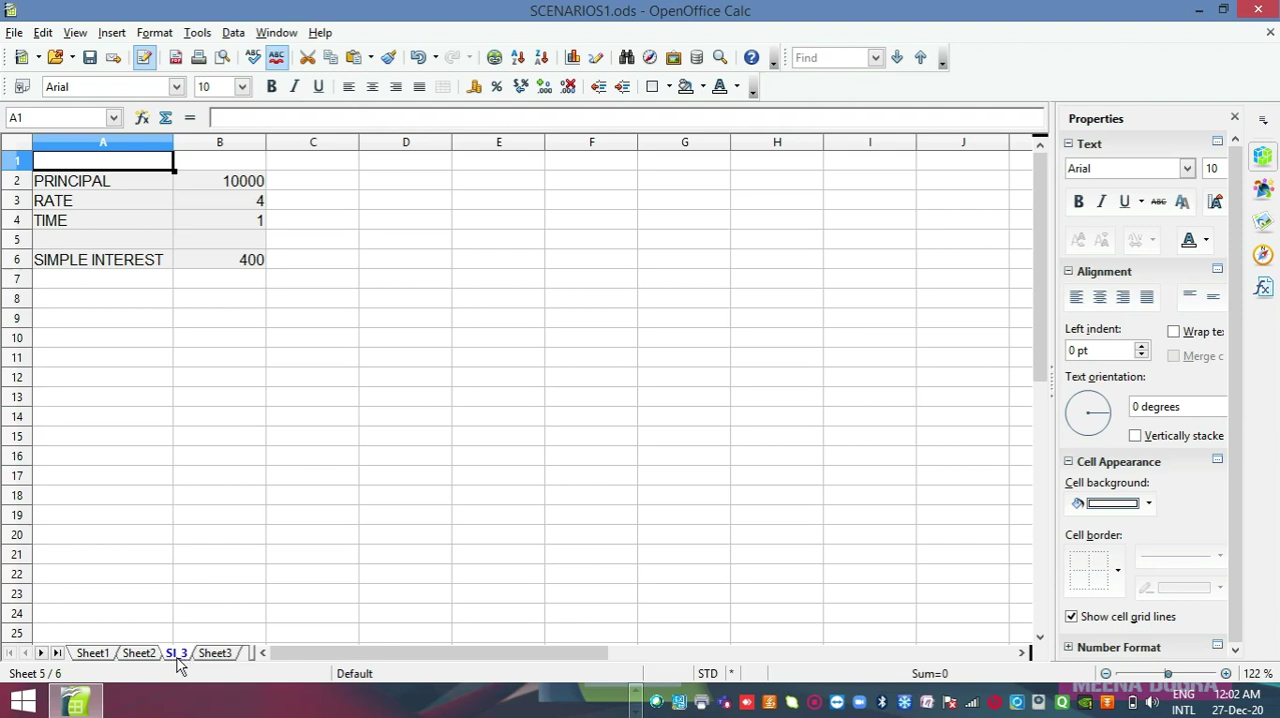 SCENARIOS1.ods - OpenOffice Calc
File Edit View Insert Format Tools Data Window Help
Find
Arial 10
A1
A B C D E F G H I J
1
2 PRINCIPAL 10000
3 RATE 4
4 TIME 1
5
6 SIMPLE INTEREST 400
7
8
9
10
11
12
13
14
15
16
17
18
19
20
21
22
23
24
25
Properties
Text
Arial 10
Alignment
Left indent:
Wrap te
0 pt
Merge c
Text orientation:
0 degrees
Vertically stacke
Cell Appearance
Cell background:
Cell border:
Show cell grid lines
Number Format
Sheet1 Sheet2 SI_3 Sheet3
Sheet 5 / 6 Default STD * Sum=0 122 %
MEENA DOGRA
ENG 12:02 AM
INTL 27-Dec-20